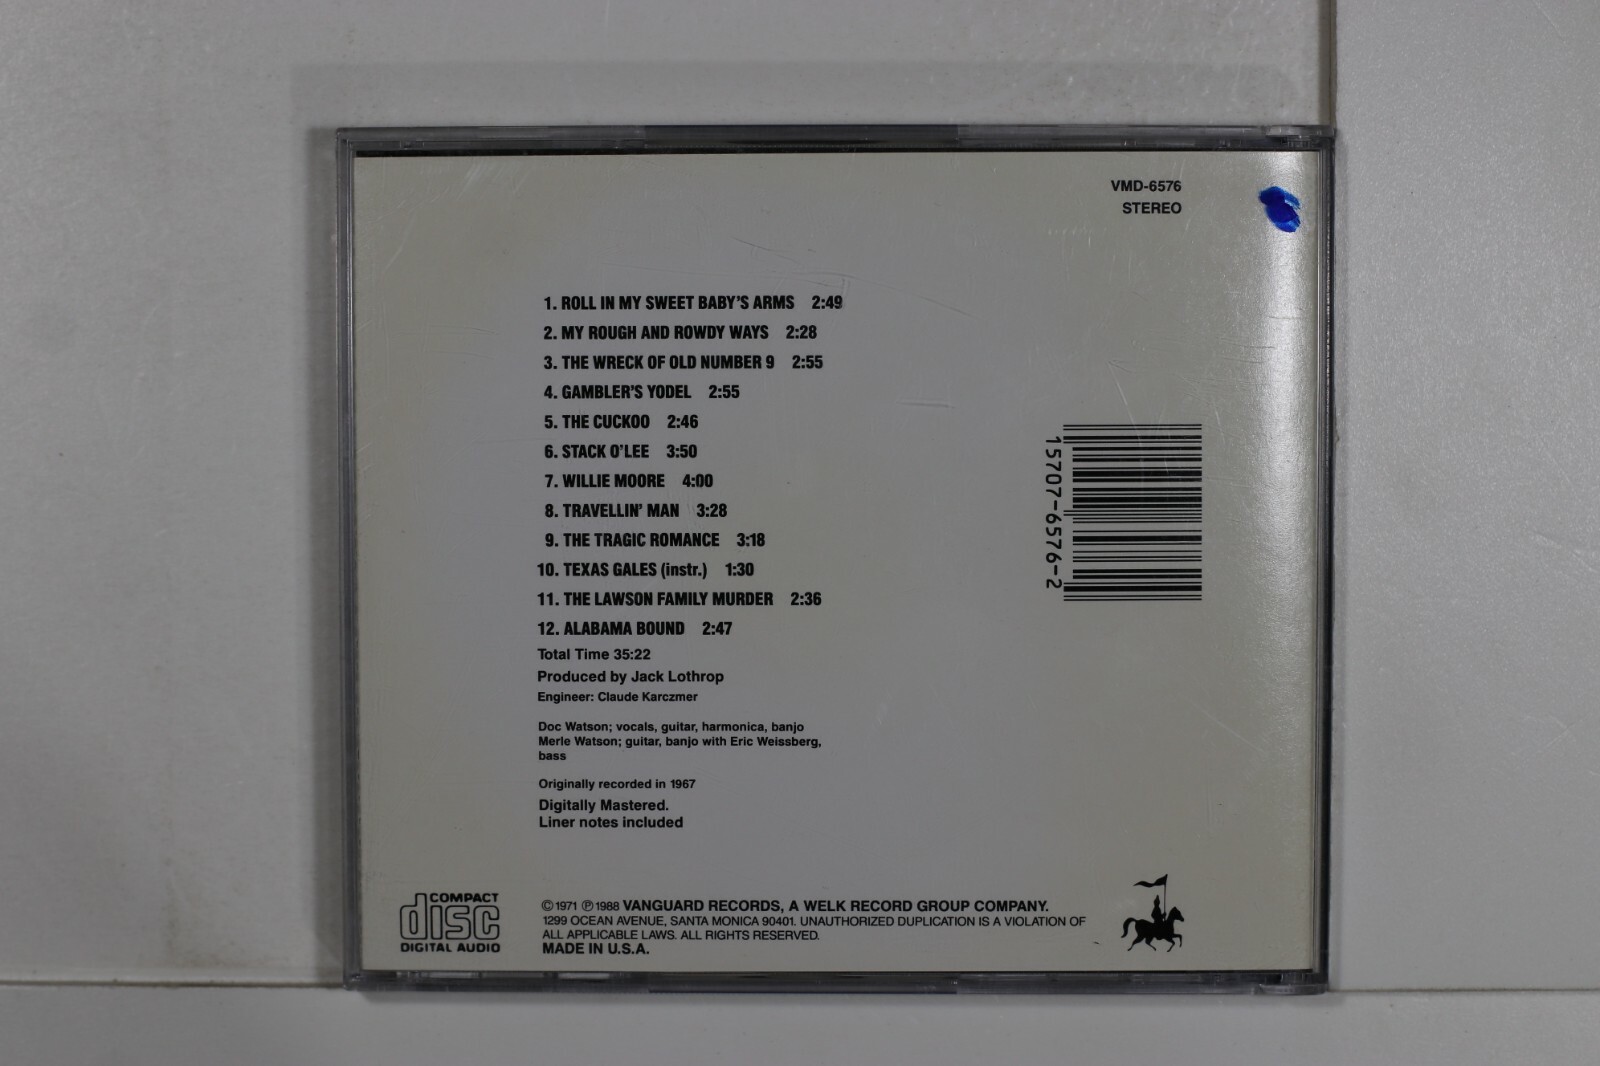 VMD-6576
STEREO
1. ROLL IN MY SWEET BABY'S ARMS 2:49
2. MY ROUGH AND ROWDY WAYS 2:28
3. THE WRECK OF OLD NUMBER 9 2:55
4. GAMBLER'S YODEL 2:55
5. THE CUCKOO 2:46
6. STACK O'LEE 3:50
7. WILLIE MOORE 4:00
8. TRAVELLIN' MAN 3:28
9. THE TRAGIC ROMANCE 3:18
10. TEXAS GALES (instr.) 1:30
11. THE LAWSON FAMILY MURDER 2:36
12. ALABAMA BOUND 2:47
Total Time 35:22
Produced by Jack Lothrop
Engineer: Claude Karczmer
Doc Watson; vocals, guitar, harmonica, banjo
Merle Watson; guitar, banjo with Eric Weissberg,
bass
Originally recorded in 1967
Digitally Mastered.
Liner notes included
15707-6576-2
COMPACT
disc
DIGITAL AUDIO
©1971 ℗1988 VANGUARD RECORDS, A WELK RECORD GROUP COMPANY.
1299 OCEAN AVENUE, SANTA MONICA 90401. UNAUTHORIZED DUPLICATION IS A VIOLATION OF
ALL APPLICABLE LAWS. ALL RIGHTS RESERVED.
MADE IN U.S.A.